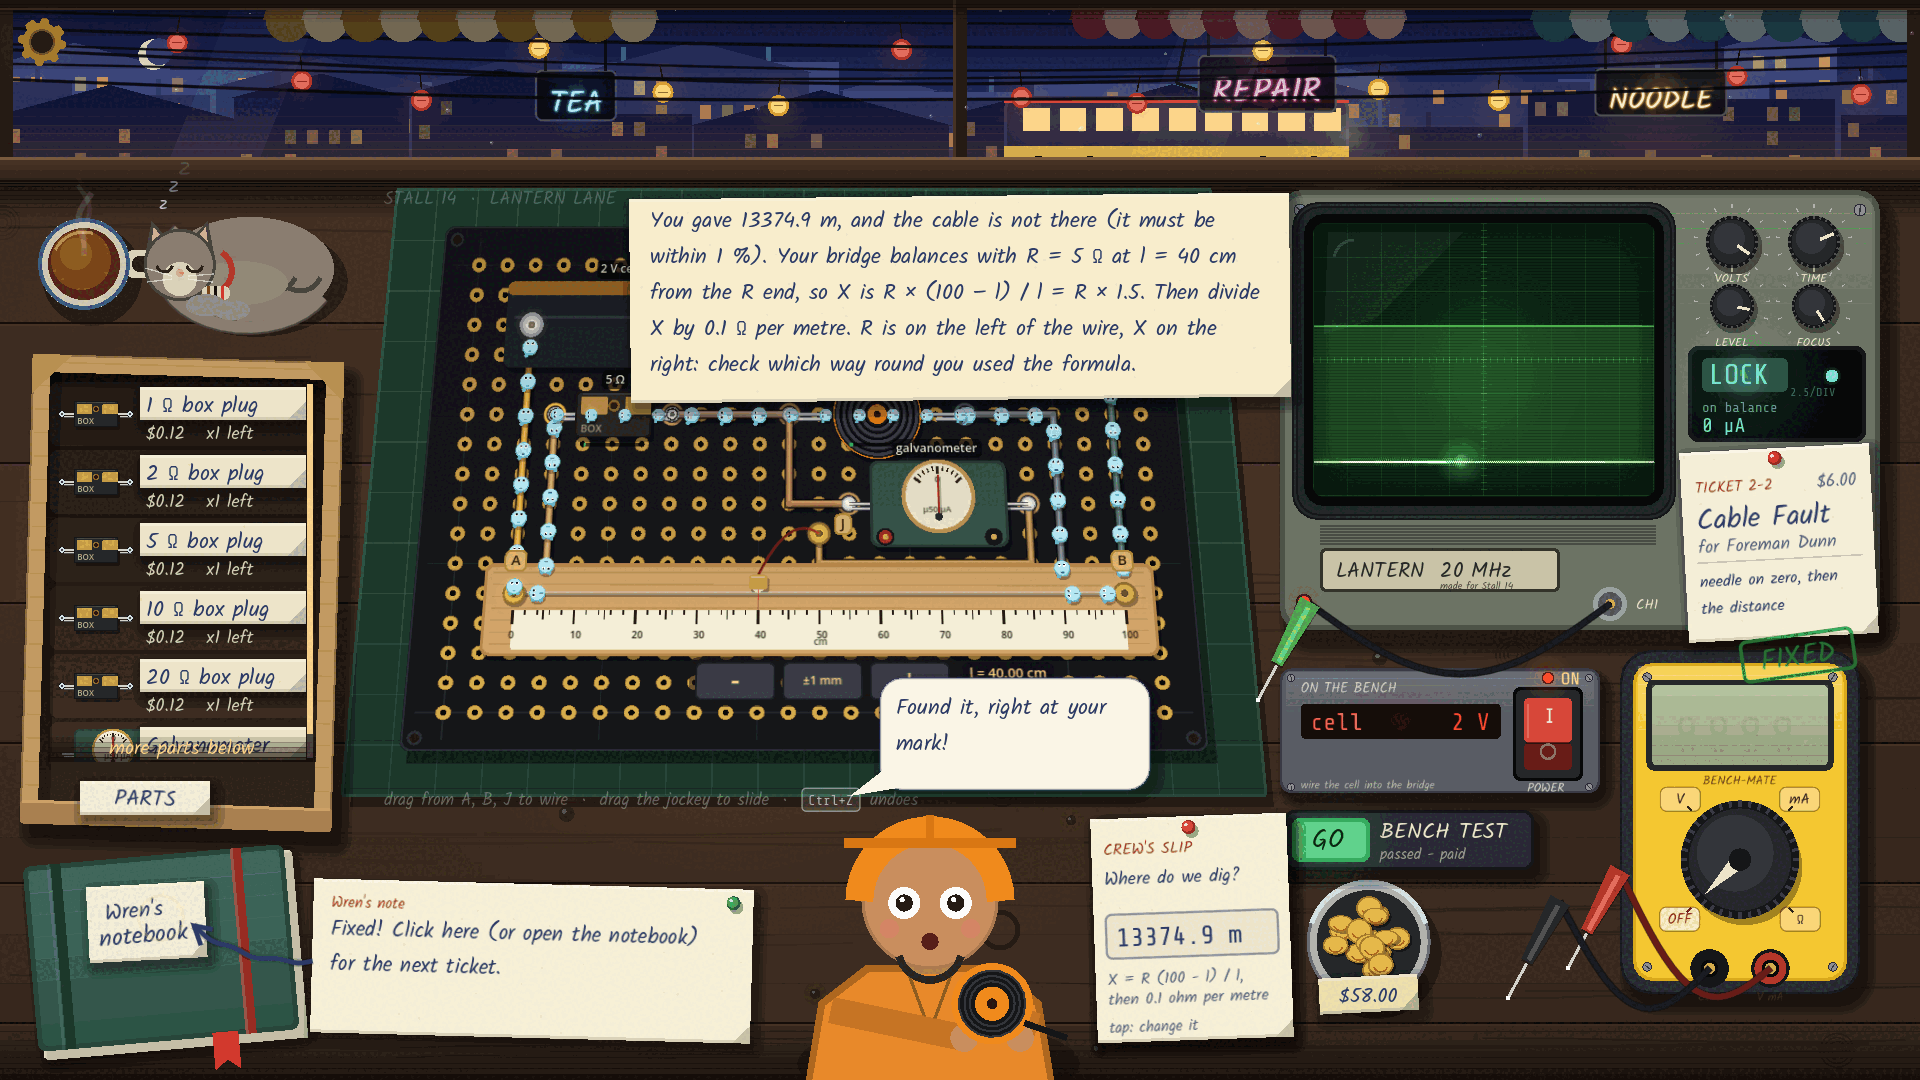 TEA
REPAIR
NOODLE
STALL 14 · LANTERN LANE
You gave 13374.9 m, and the cable is not there (it must be
within 1 %). Your bridge balances with R = 5 Ω at l = 40 cm
from the R end, so X is R × (100 – l) / l = R × 1.5. Then divide
X by 0.1 Ω per metre. R is on the left of the wire, X on the
right: check which way round you used the formula.
2 V
5 Ω
BOX
galvanometer
J
A
B
0 10 20 30 40 50 60 70 80 90 100
cm
-
±1 mm
l = 40.00 cm
Found it, right at your
mark!
drag from A, B, J to wire · drag the jockey to slide · Ctrl+Z undoes
z
z
z
BOX
1 Ω box plug
$0.12 x1 left
BOX
2 Ω box plug
$0.12 x1 left
BOX
5 Ω box plug
$0.12 x1 left
BOX
10 Ω box plug
$0.12 x1 left
BOX
20 Ω box plug
$0.12 x1 left
Galvanometer
more parts below
PARTS
Wren's
notebook
Wren's note
Fixed! Click here (or open the notebook)
for the next ticket.
CREW'S SLIP
Where do we dig?
13374.9 m
X = R (100 - l) / l,
then 0.1 ohm per metre
tap: change it
VOLTS
TIME
LEVEL
FOCUS
LOCK
2.5/DIV
on balance
0 µA
LANTERN 20 MHz
made for Stall 14
CH1
TICKET 2-2 $6.00
Cable Fault
for Foreman Dunn
needle on zero, then
the distance
FIXED
ON THE BENCH
ON
cell 2 V
I
wire the cell into the bridge
POWER
GO
BENCH TEST
passed - paid
$58.00
BENCH-MATE
V
mA
OFF
Ω